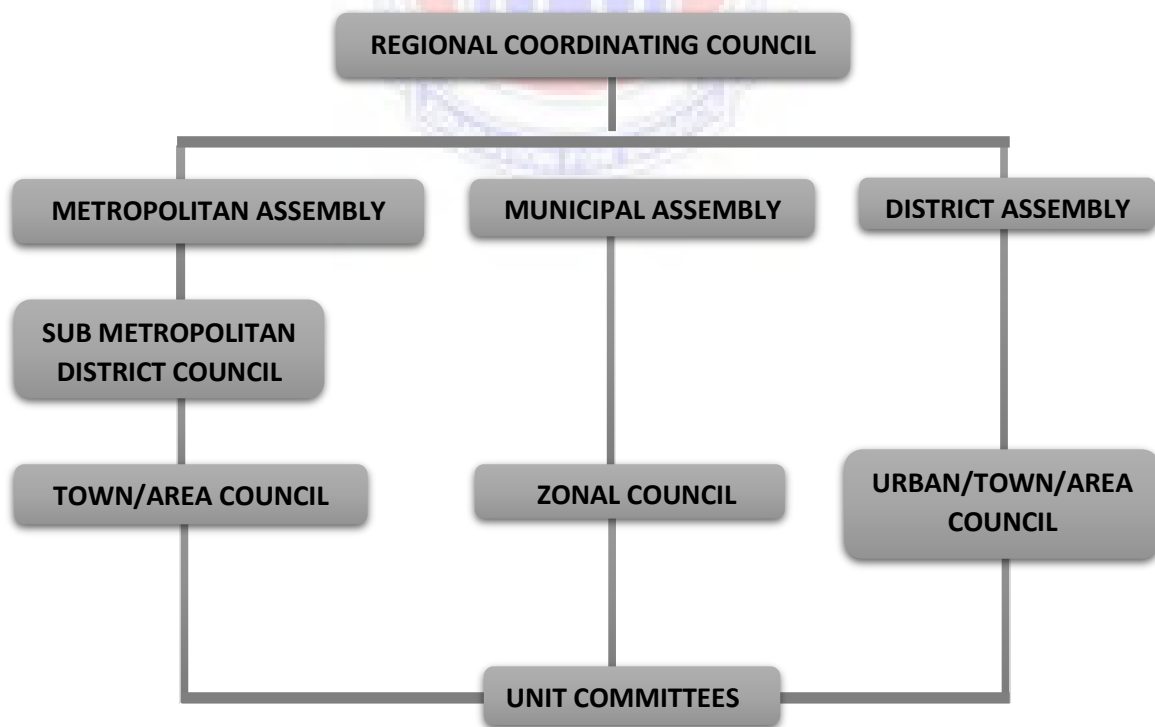 REGIONAL COORDINATING COUNCIL
METROPOLITAN ASSEMBLY
MUNICIPAL ASSEMBLY
DISTRICT ASSEMBLY
SUB METROPOLITAN
DISTRICT COUNCIL
TOWN/AREA COUNCIL
ZONAL COUNCIL
URBAN/TOWN/AREA
COUNCIL
UNIT COMMITTEES